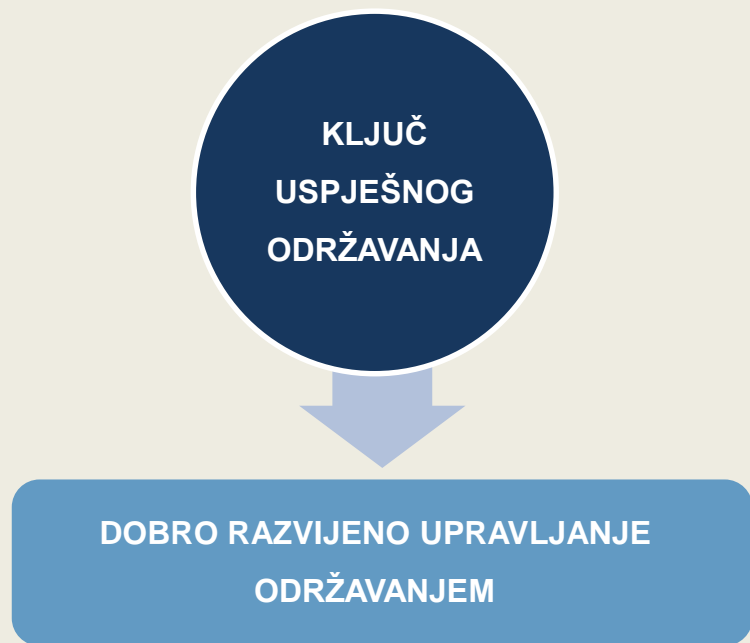 KLJUČ
USPJEŠNOG
ODRŽAVANJA
DOBRO RAZVIJENO UPRAVLJANJE
ODRŽAVANJEM